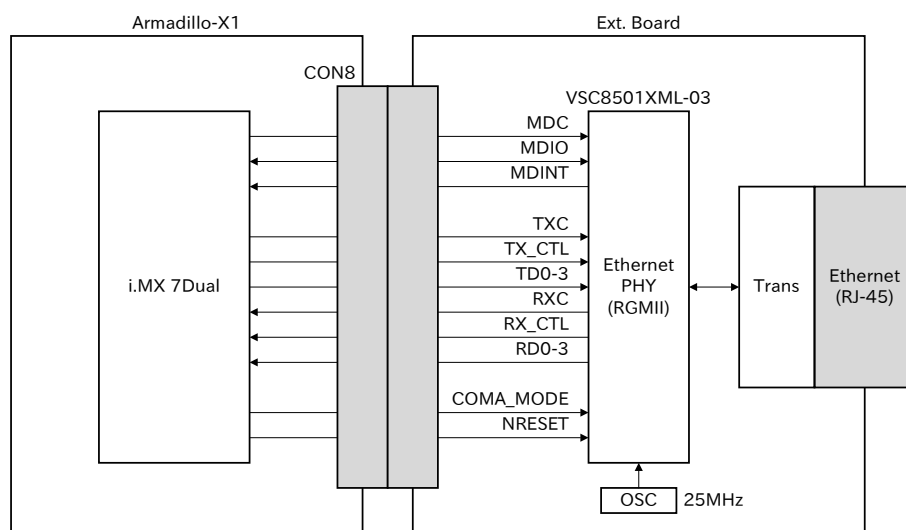 Armadillo-X1
Ext. Board
CON8
VSC8501XML-03
MDC
MDIO
MDINT
TXC
TX_CTL
TD0-3
RXC
RX_CTL
RD0-3
COMA_MODE
NRESET
i.MX 7Dual
Ethernet
PHY
(RGMII)
Trans
Ethernet
(RJ-45)
OSC
25MHz